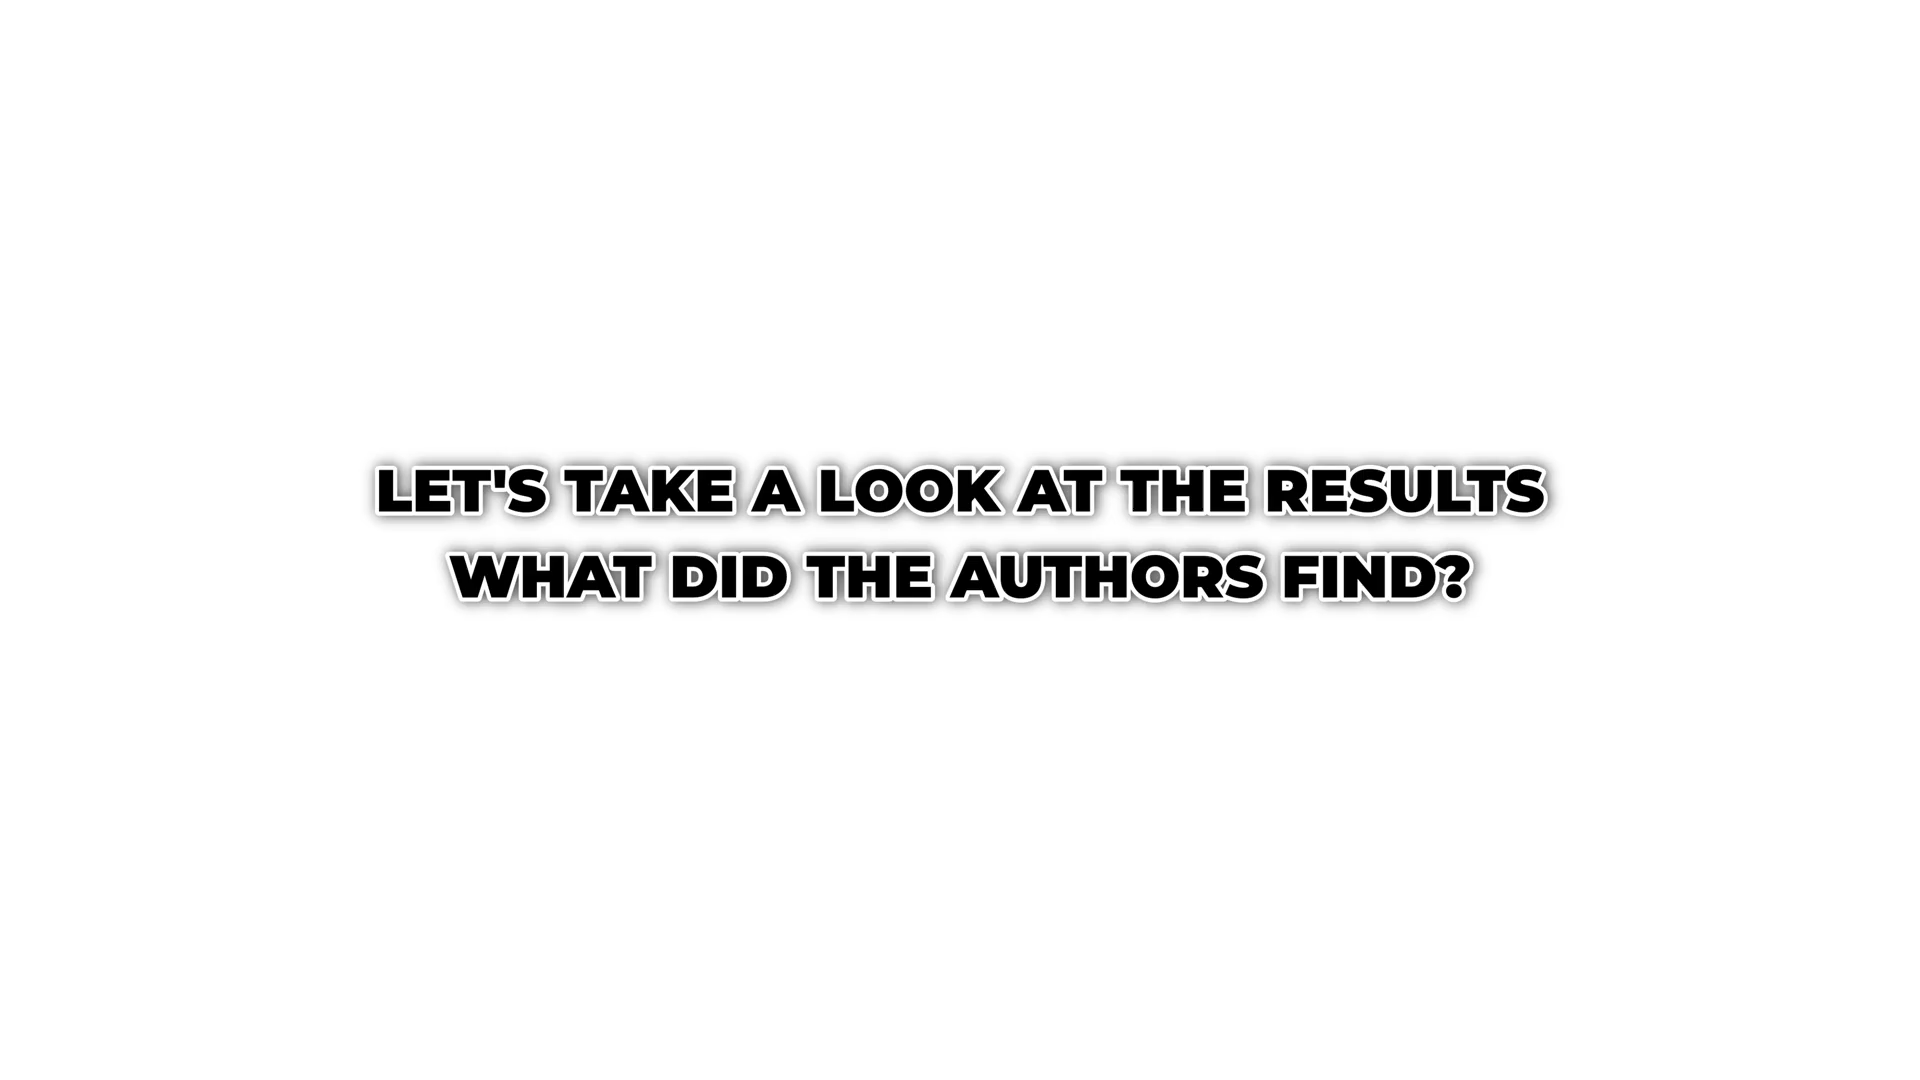 LET'S TAKE A LOOK AT THE RESULTS
WHAT DID THE AUTHORS FIND?